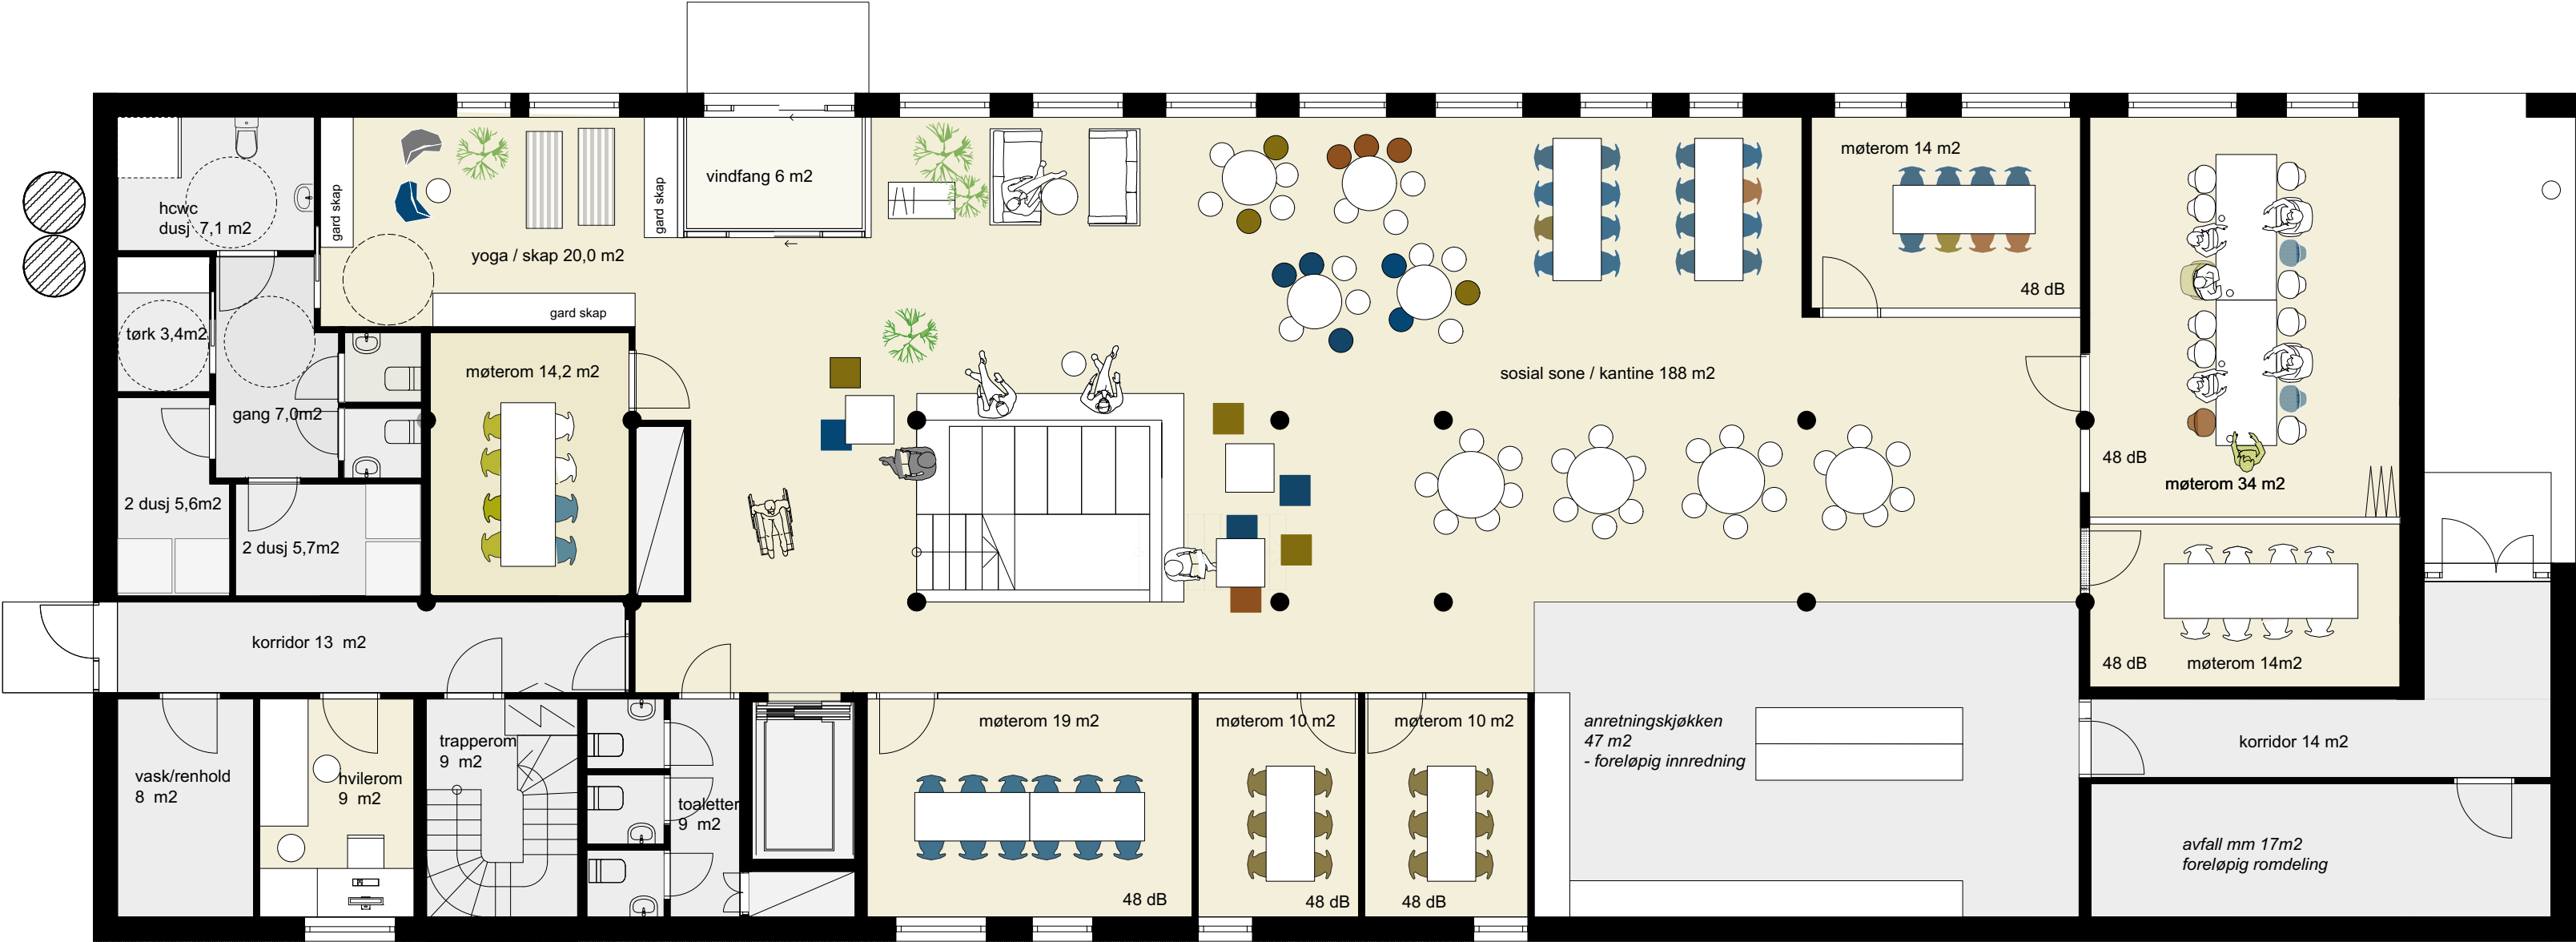 vindfang 6 m2
møterom 14 m2
gard skap
gard skap
hcwc
dusj 7,1 m2
yoga / skap 20,0 m2
48 dB
gard skap
tørk 3,4m2
møterom 14,2 m2
sosial sone / kantine 188 m2
gang 7,0m2
48 dB
møterom 34 m2
2 dusj 5,6m2
2 dusj 5,7m2
korridor 13 m2
48 dB
møterom 14m2
møterom 19 m2
møterom 10 m2
møterom 10 m2
anretningskjøkken
47 m2
- foreløpig innredning
trapperom
9 m2
korridor 14 m2
vask/renhold
8 m2
hvilerom
9 m2
toaletter
9 m2
avfall mm 17m2
foreløpig romdeling
48 dB
48 dB
48 dB